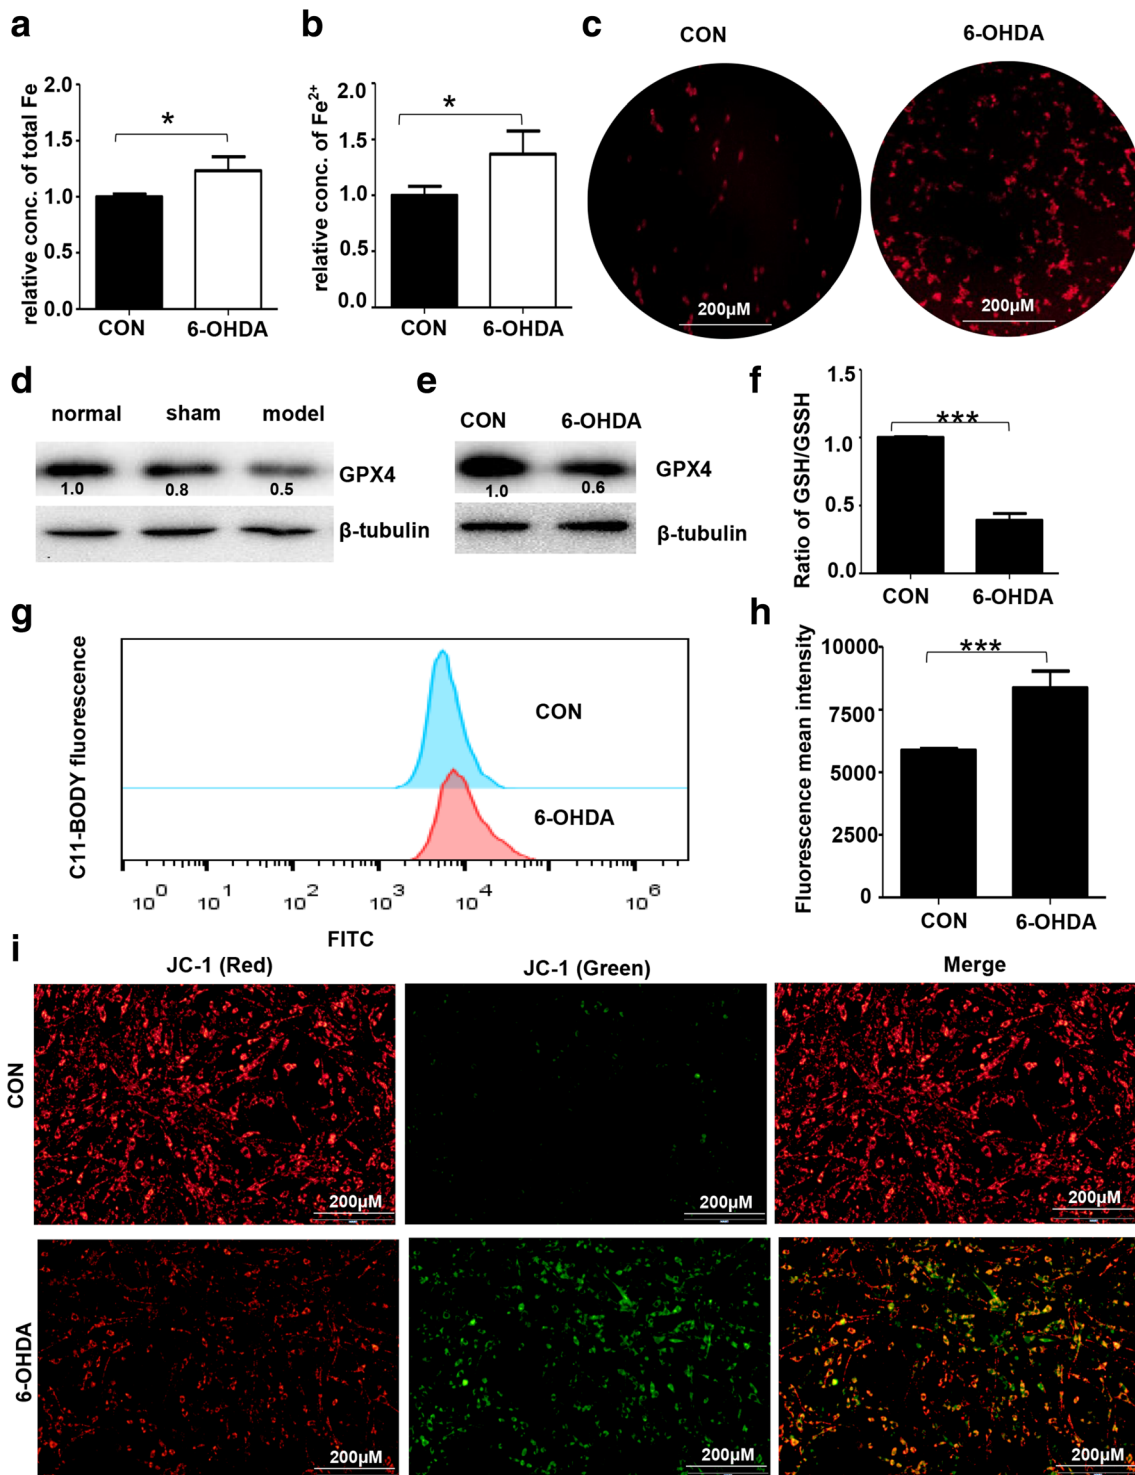 a
relative conc. of total Fe
2.0
1.5
1.0
0.5
0.0
*
CON
6-OHDA
b
relative conc. of Fe2+
2.0
1.5
1.0
0.5
0.0
*
CON
6-OHDA
c
CON
6-OHDA
200μM
200μM
d
normal
sham
model
GPX4
1.0
0.8
0.5
β-tubulin
e
CON
6-OHDA
GPX4
1.0
0.6
β-tubulin
f
Ratio of GSH/GSSH
1.5
1.0
0.5
0.0
***
CON
6-OHDA
g
C11-BODY fluorescence
CON
6-OHDA
10^0
10^1
10^2
10^3
10^4
10^6
FITC
h
Fluorescence mean intensity
10000
7500
5000
2500
0
***
CON
6-OHDA
i
JC-1 (Red)
JC-1 (Green)
Merge
CON
200μM
200μM
200μM
6-OHDA
200μM
200μM
200μM